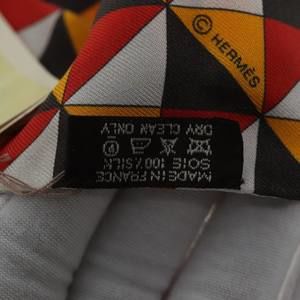 © HERMÈS
MADE IN FRANCE
SOIE 100% SILK
DRY CLEAN ONLY